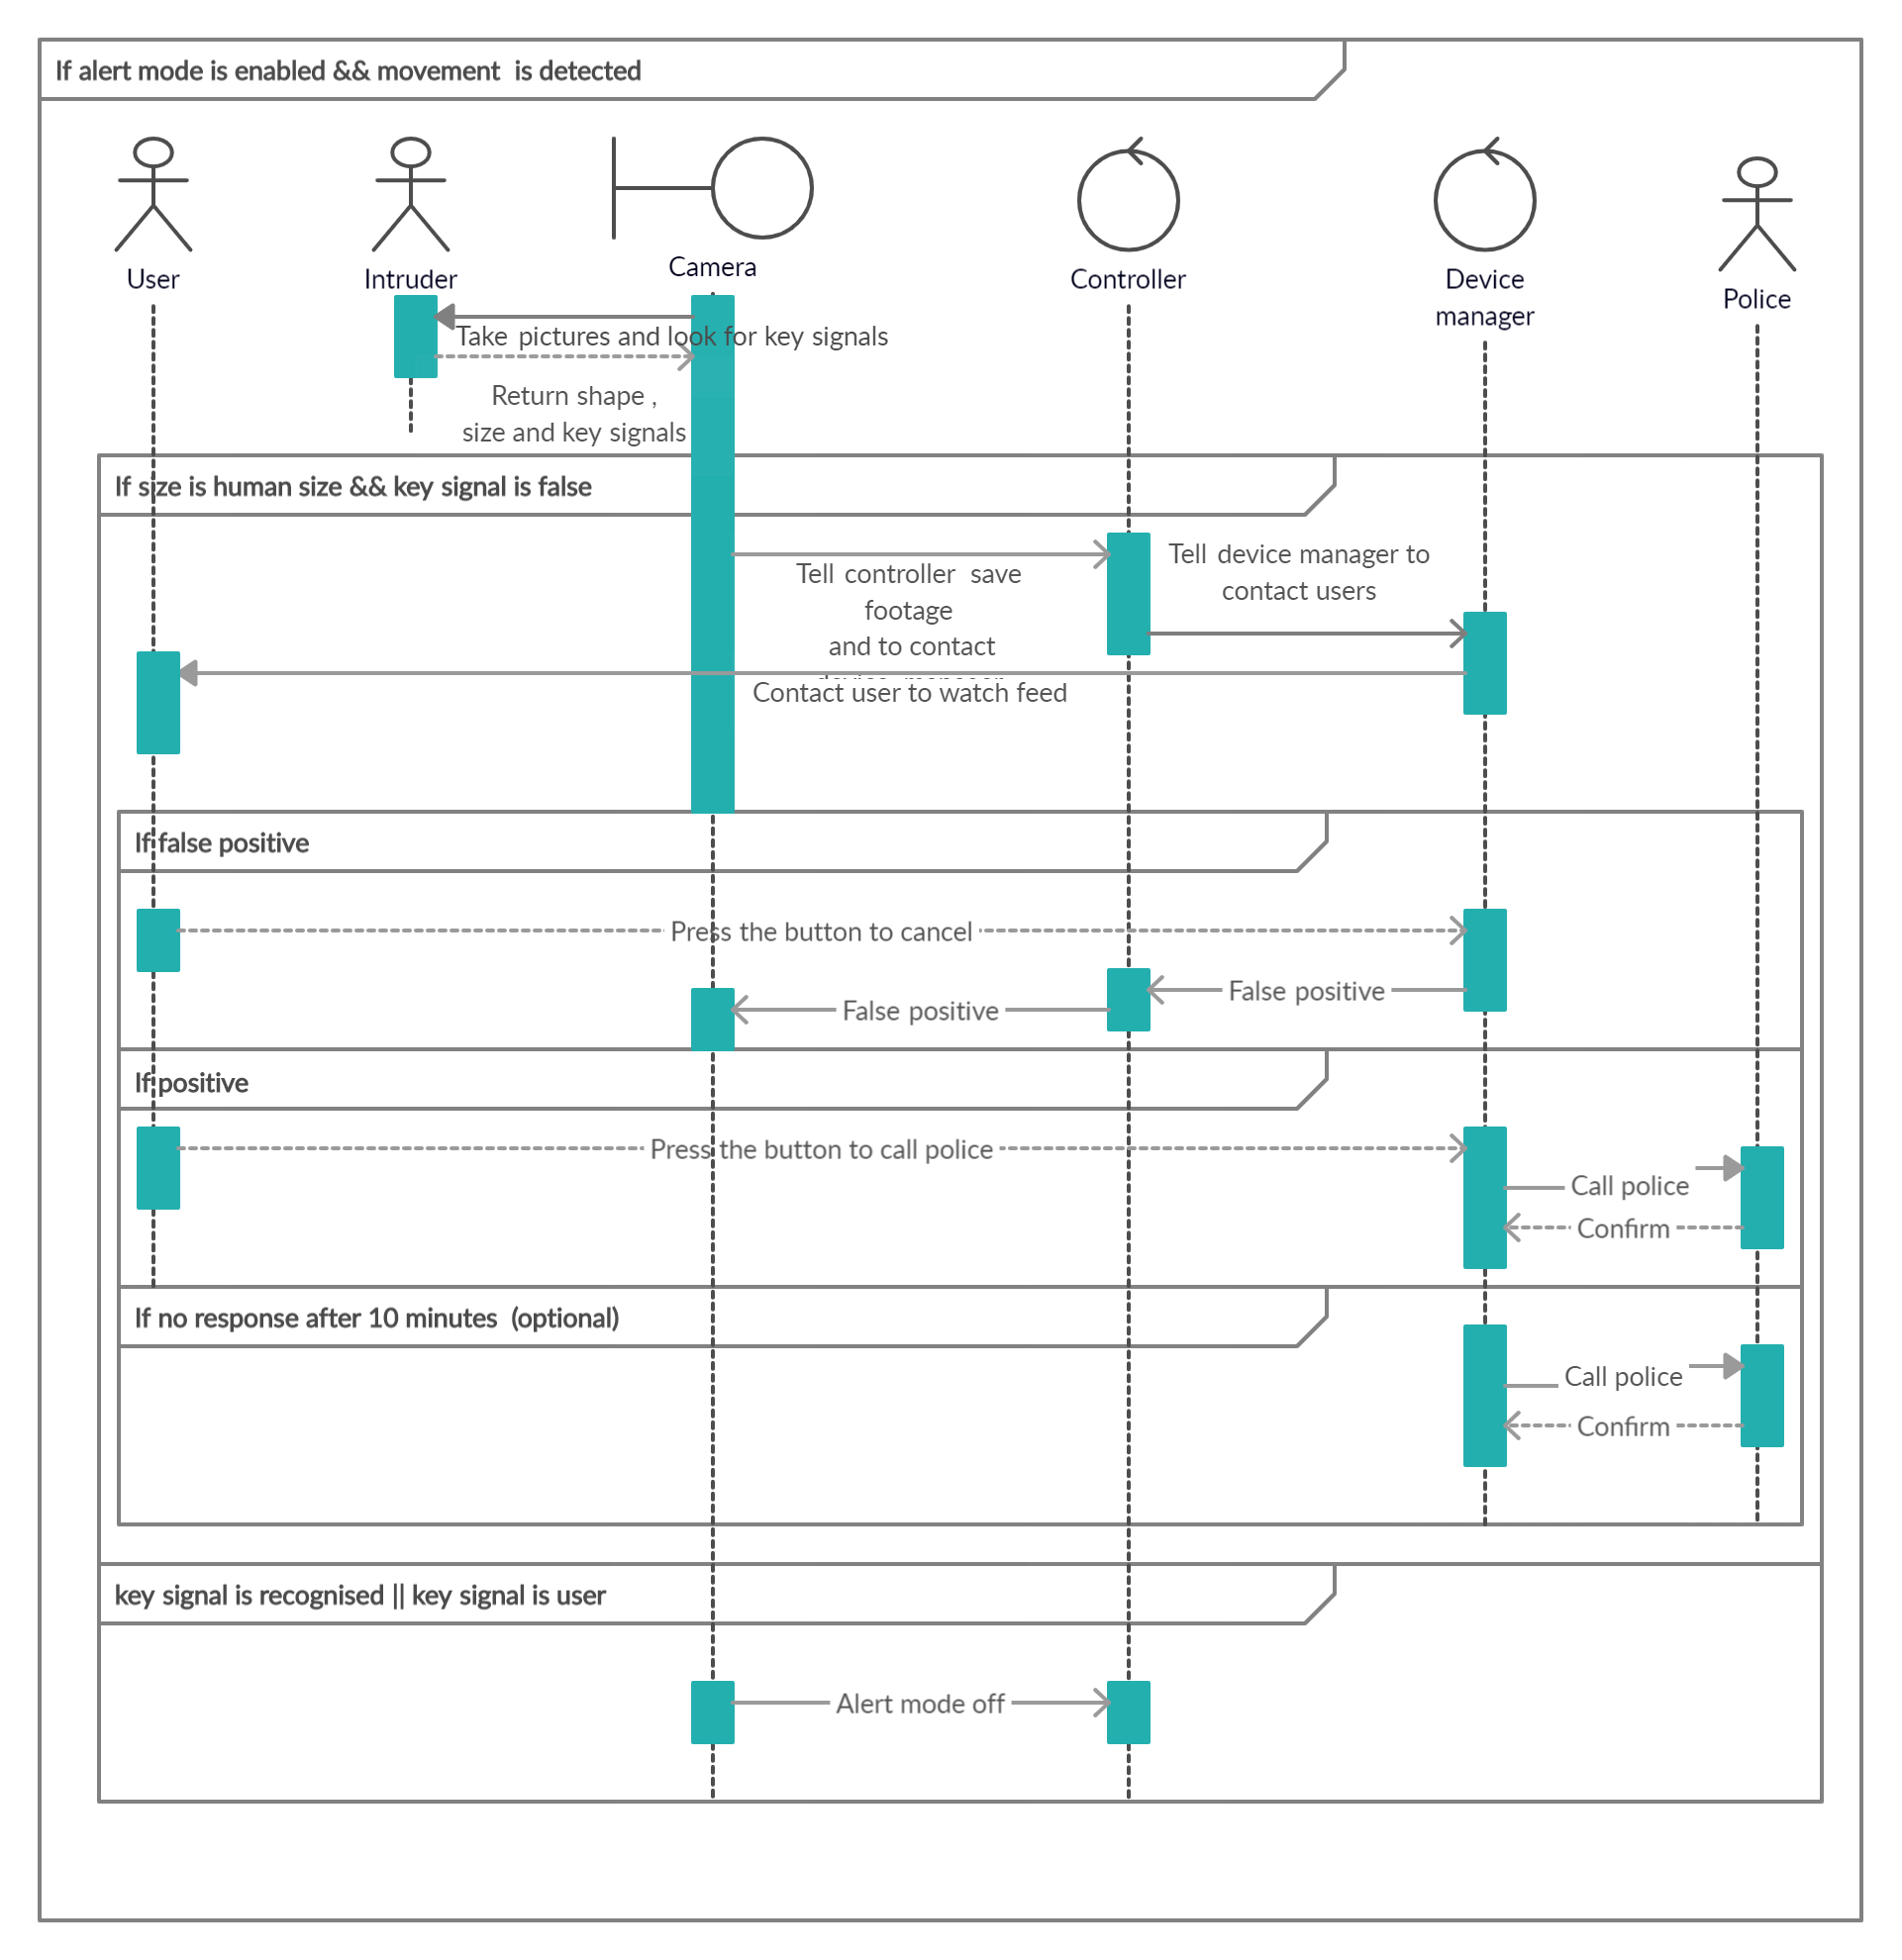 If alert mode is enabled && movement is detected
User
Intruder
Camera
Controller
Device
manager
Police
Take pictures and look for key signals
Return shape ,
size and key signals
If size is human size && key signal is false
Tell controller save
footage
and to contact
Tell device manager to
contact users
Contact user to watch feed
If false positive
Press the button to cancel
False positive
False positive
If positive
Press the button to call police
Call police
Confirm
If no response after 10 minutes (optional)
Call police
Confirm
key signal is recognised || key signal is user
Alert mode off